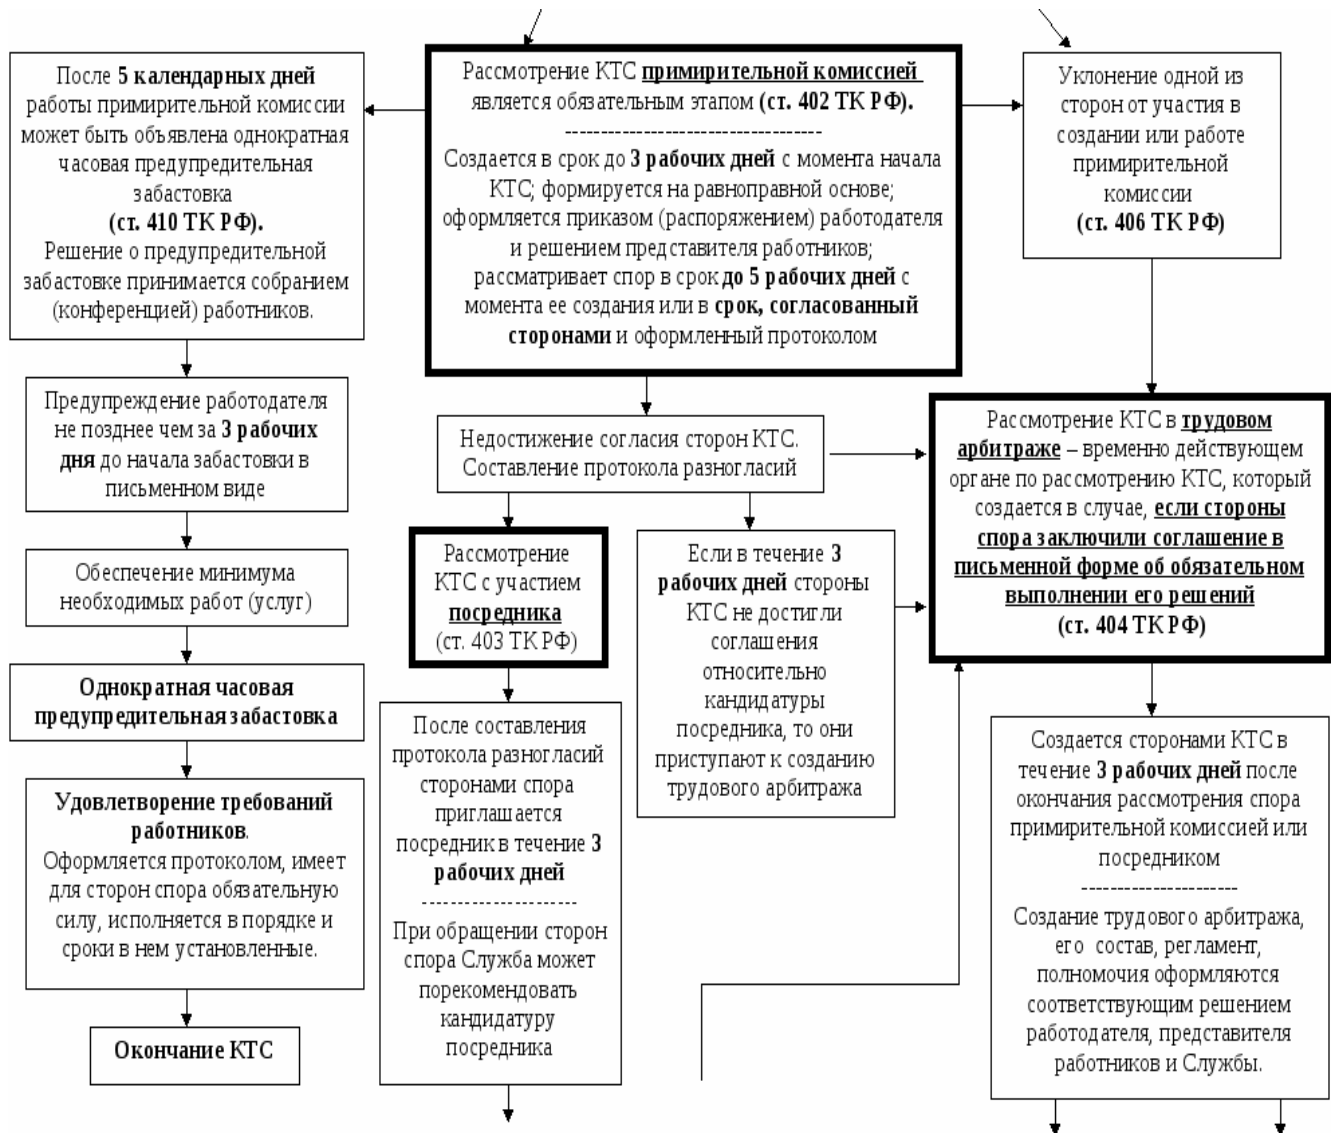 После 5 календарных дней
работы примирительной комиссии
может быть объявлена однократная
часовая предупредительная
забастовка
(ст. 410 ТК РФ).
Решение о предупредительной
забастовке принимается собранием
(конференцией) работников.
Предупреждение работодателя
не позднее чем за 3 рабочих
дня до начала забастовки в
письменном виде
Обеспечение минимума
необходимых работ (услуг)
Однократная часовая
предупредительная забастовка
Удовлетворение требований
работников.
Оформляется протоколом, имеет
для сторон спора обязательную
силу, исполняется в порядке и
сроки в нем установленные.
Окончание КТС
Рассмотрение КТС примирительной комиссией
является обязательным этапом (ст. 402 ТК РФ).
------------------------------------
Создается в срок до 3 рабочих дней с момента начала
КТС; формируется на равноправной основе;
оформляется приказом (распоряжением) работодателя
и решением представителя работников;
рассматривает спор в срок до 5 рабочих дней с
момента ее создания или в срок, согласованный
сторонами и оформленный протоколом
Недостижение согласия сторон КТС.
Составление протокола разногласий
Рассмотрение
КТС с участием
посредника
(ст. 403 ТК РФ)
После составления
протокола разногласий
сторонами спора
приглашается
посредник в течение 3
рабочих дней
----------------------
При обращении сторон
спора Служба может
порекомендовать
кандидатуру
посредника
Если в течение 3
рабочих дней стороны
КТС не достигли
соглашения
относительно
кандидатуры
посредника, то они
приступают к созданию
трудового арбитража
Уклонение одной из
сторон от участия в
создании или работе
примирительной
комиссии
(ст. 406 ТК РФ)
Рассмотрение КТС в трудовом
арбитраже – временно действующем
органе по рассмотрению КТС, который
создается в случае, если стороны
спора заключили соглашение в
письменной форме об обязательном
выполнении его решений
(ст. 404 ТК РФ)
Создается сторонами КТС в
течение 3 рабочих дней после
окончания рассмотрения спора
примирительной комиссией или
посредником
----------------------
Создание трудового арбитража,
его состав, регламент,
полномочия оформляются
соответствующим решением
работодателя, представителя
работников и Службы.